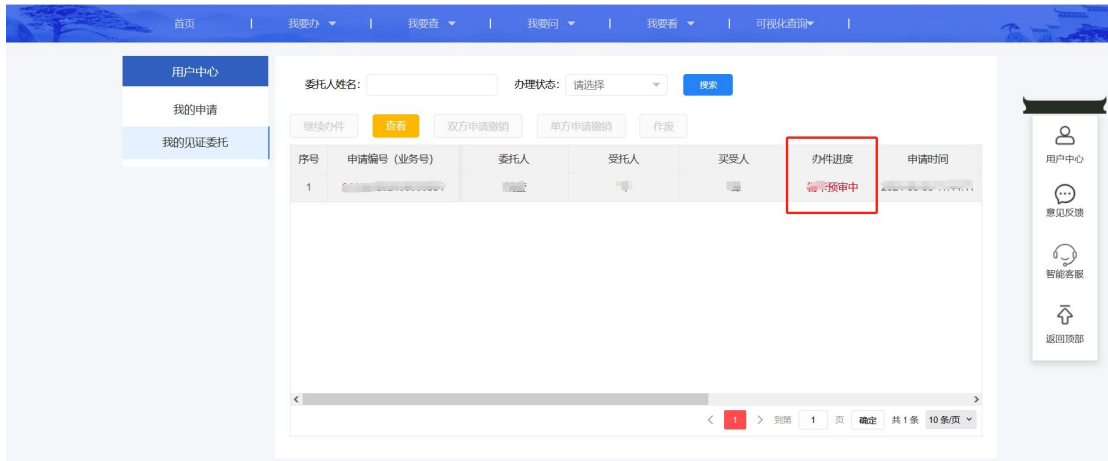 首页 | 我要办 | 我要查 | 我要问 | 我要看 | 可视化查询 |
用户中心
我的申请
我的见证委托
委托人姓名: 办理状态: 请选择 搜索
继续办件 查看 双方申请撤销 单方申请撤销 作废
序号 申请编号（业务号） 委托人 受托人 买受人 办件进度 申请时间
1 预审中
< 1 > 到第 1 页 确定 共1条 10条/页
用户中心
意见反馈
智能客服
返回顶部